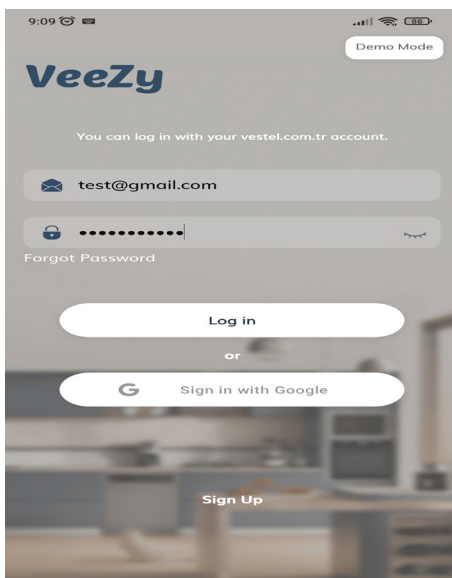 9:09
88
Demo Mode
VeeZy
You can log in with your vestel.com.tr account.
test@gmail.com
•••••••••••
Forgot Password
Log in
or
G Sign in with Google
Sign Up